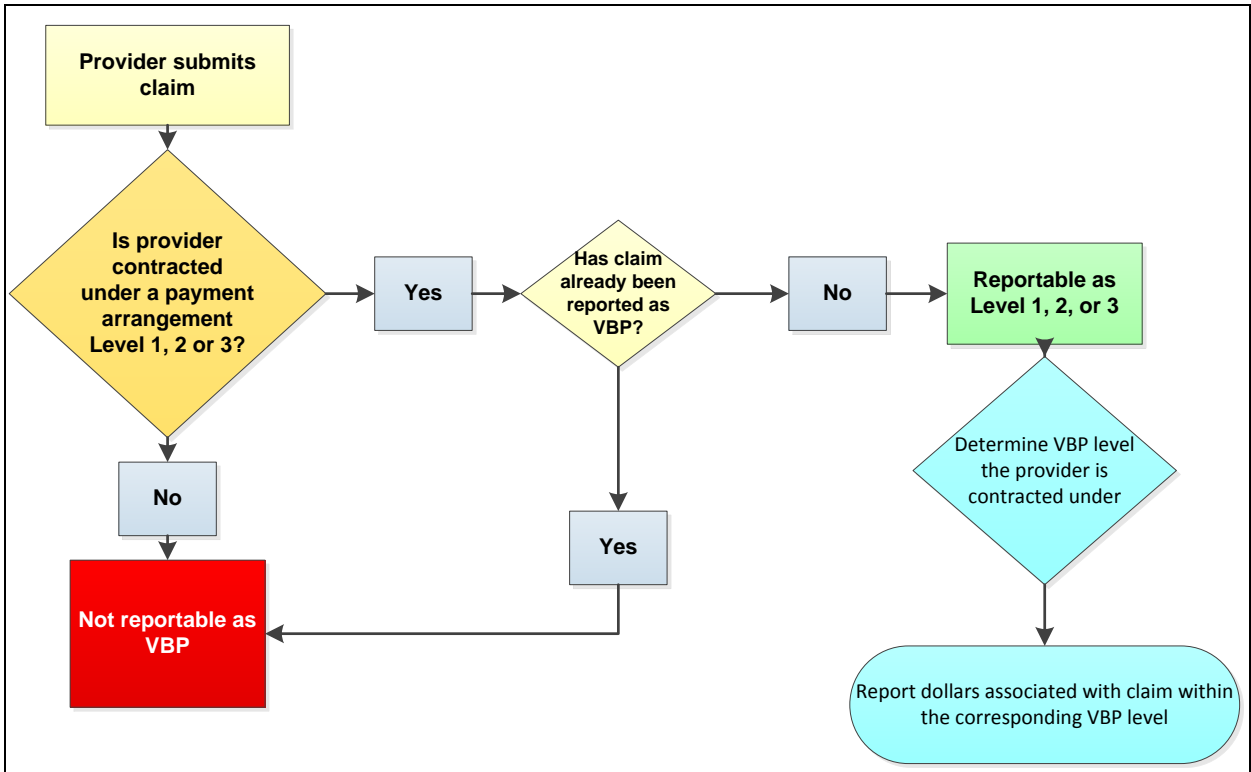 Provider submits
claim
Is provider
contracted
under a payment
arrangement
Level 1, 2 or 3?
Yes
Has claim
already been
reported as
VBP?
No
Reportable as
Level 1, 2, or 3
Determine VBP level
the provider is
contracted under
No
Yes
Not reportable as
VBP
Report dollars associated with claim within
the corresponding VBP level